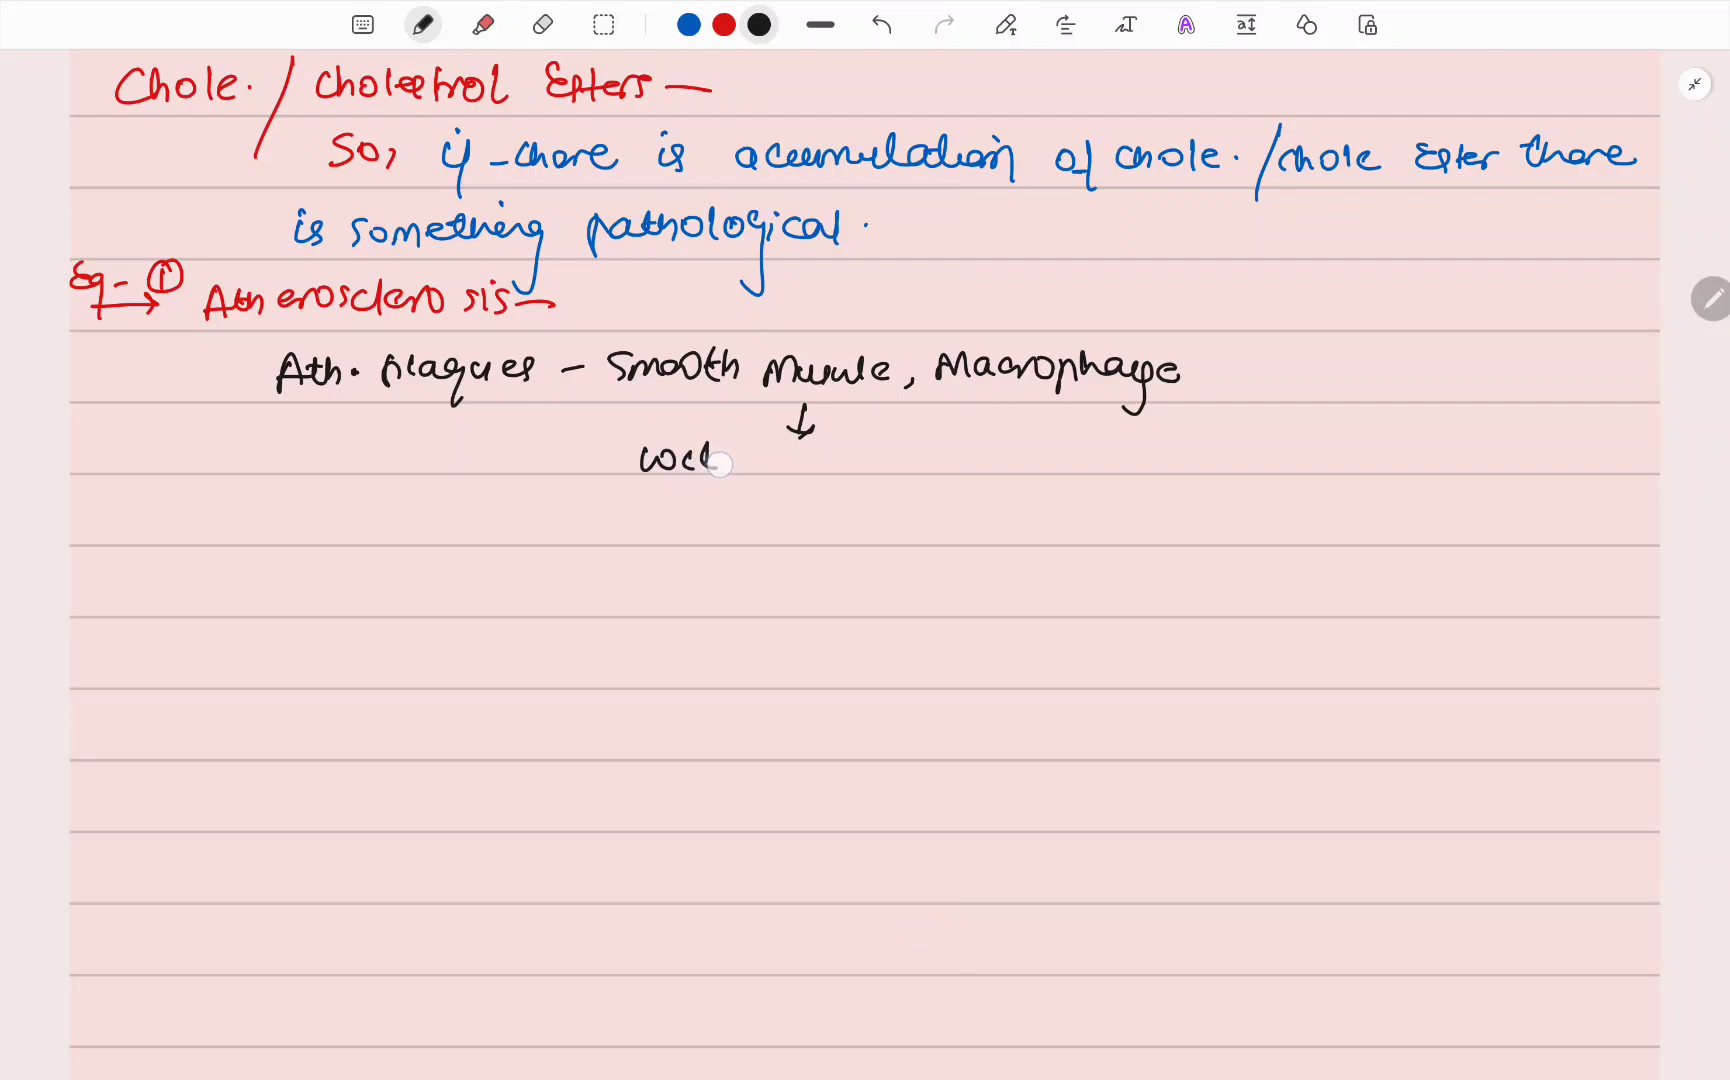 Chole. / Cholestrol Esters —
So, if there is accumulation of chole. / chole Ester there
is something pathological.
Eg - ① Atherosclerosis —
Ath. plaques - Smooth Muscle, Macrophage
↓